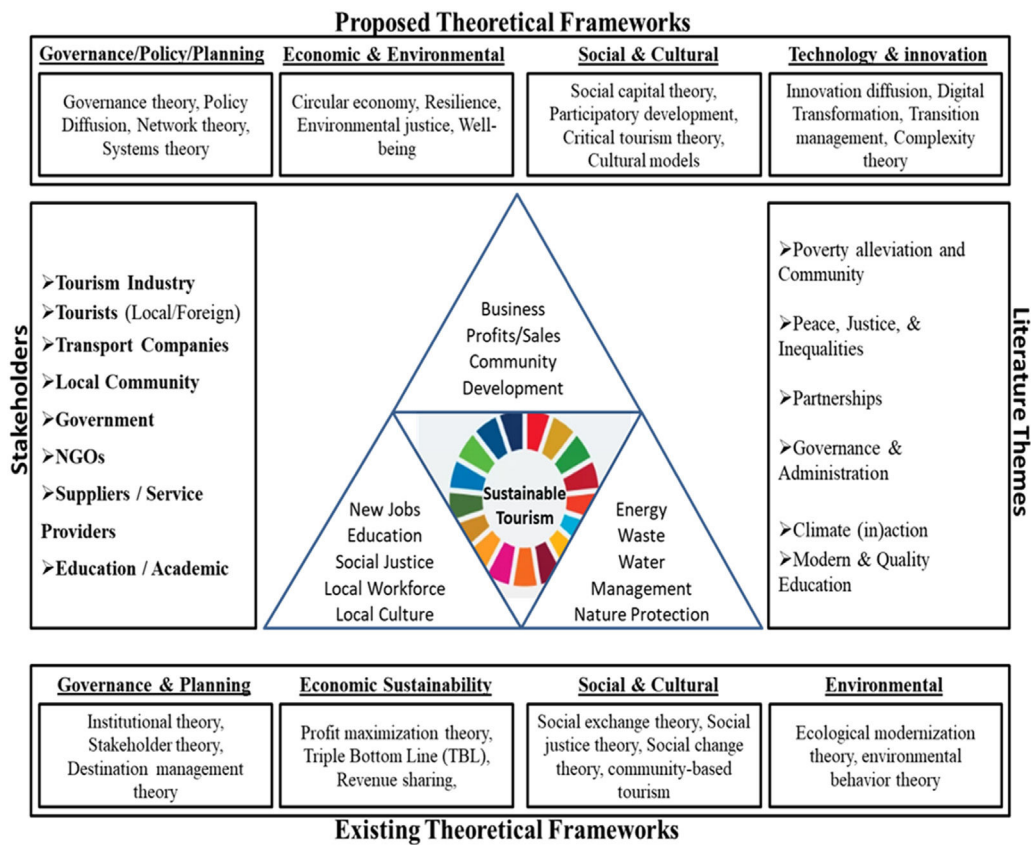 Proposed Theoretical Frameworks
Governance/Policy/Planning
Governance theory, Policy
Diffusion, Network theory,
Systems theory
Economic & Environmental
Circular economy, Resilience,
Environmental justice, Well-
being
Social & Cultural
Social capital theory,
Participatory development,
Critical tourism theory,
Cultural models
Technology & innovation
Innovation diffusion, Digital
Transformation, Transition
management, Complexity
theory
Stakeholders
➢Tourism Industry
➢Tourists (Local/Foreign)
➢Transport Companies
➢Local Community
➢Government
➢NGOs
➢Suppliers / Service
Providers
➢Education / Academic
Business
Profits/Sales
Community
Development
New Jobs
Education
Social Justice
Local Workforce
Local Culture
Sustainable
Tourism
Energy
Waste
Water
Management
Nature Protection
➢Poverty alleviation and
Community
➢Peace, Justice, &
Inequalities
➢Partnerships
➢Governance &
Administration
➢Climate (in)action
➢Modern & Quality
Education
Literature Themes
Governance & Planning
Institutional theory,
Stakeholder theory,
Destination management
theory
Economic Sustainability
Profit maximization theory,
Triple Bottom Line (TBL),
Revenue sharing,
Social & Cultural
Social exchange theory, Social
justice theory, Social change
theory, community-based
tourism
Environmental
Ecological modernization
theory, environmental
behavior theory
Existing Theoretical Frameworks